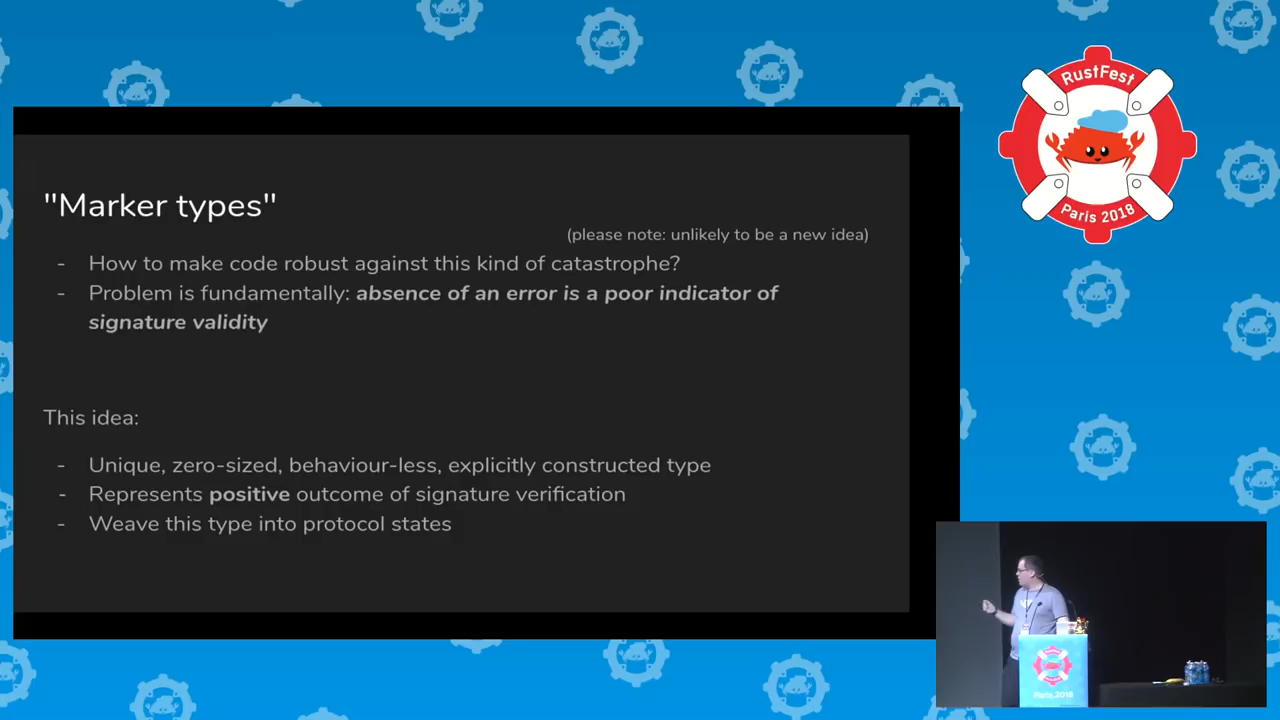 RustFest
Paris 2018
"Marker types"
(please note: unlikely to be a new idea)
- How to make code robust against this kind of catastrophe?
- Problem is fundamentally: absence of an error is a poor indicator of
signature validity
This idea:
- Unique, zero-sized, behaviour-less, explicitly constructed type
- Represents positive outcome of signature verification
- Weave this type into protocol states
Paris, 2018